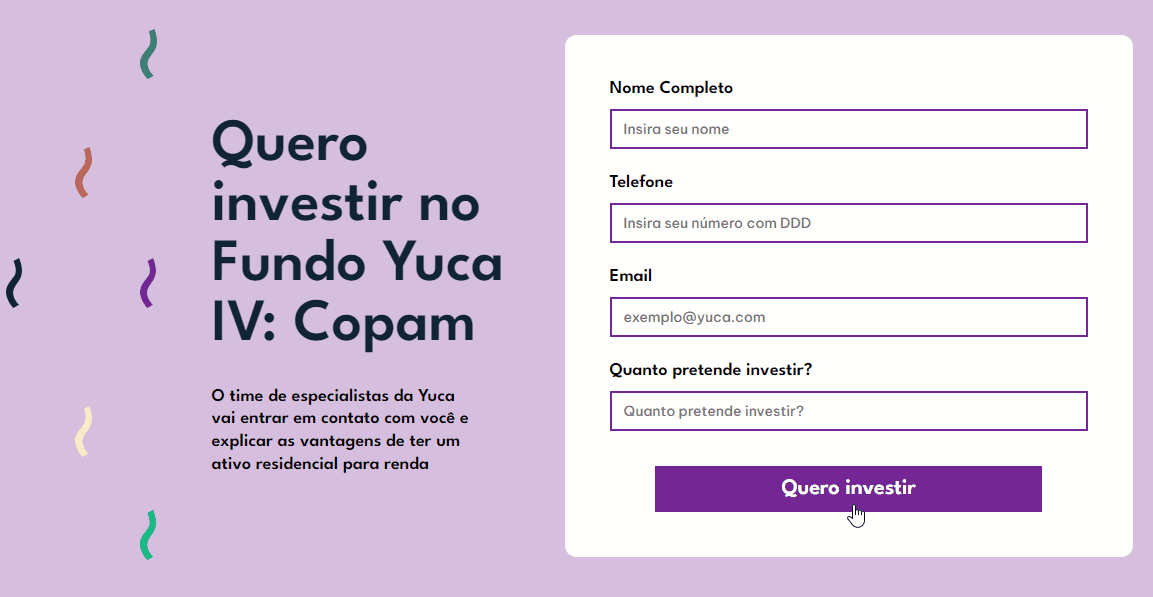 Quero
investir no
Fundo Yuca
IV: Copam
O time de especialistas da Yuca
vai entrar em contato com você e
explicar as vantagens de ter um
ativo residencial para renda
Nome Completo
Insira seu nome
Telefone
Insira seu número com DDD
Email
exemplo@yuca.com
Quanto pretende investir?
Quanto pretende investir?
Quero investir